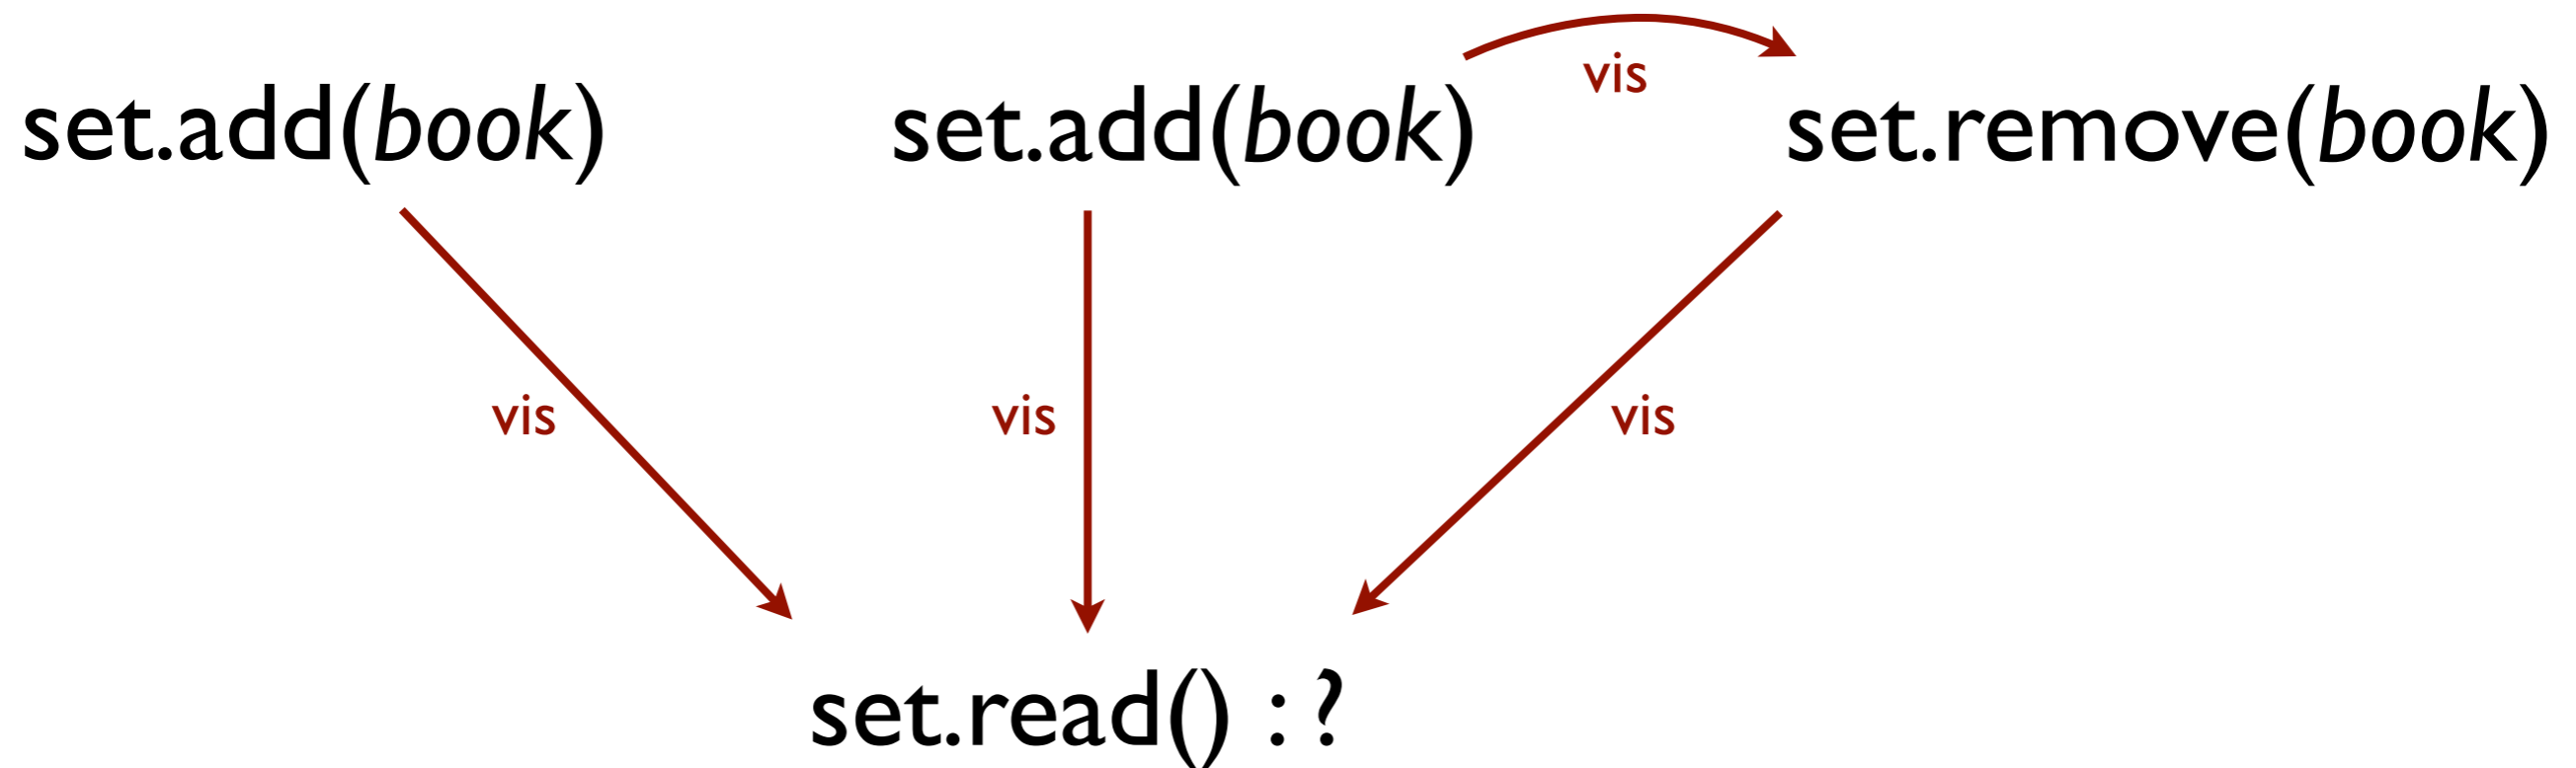 vis
set.add(book) set.add(book) set.remove(book)
vis vis vis
set.read() : ?